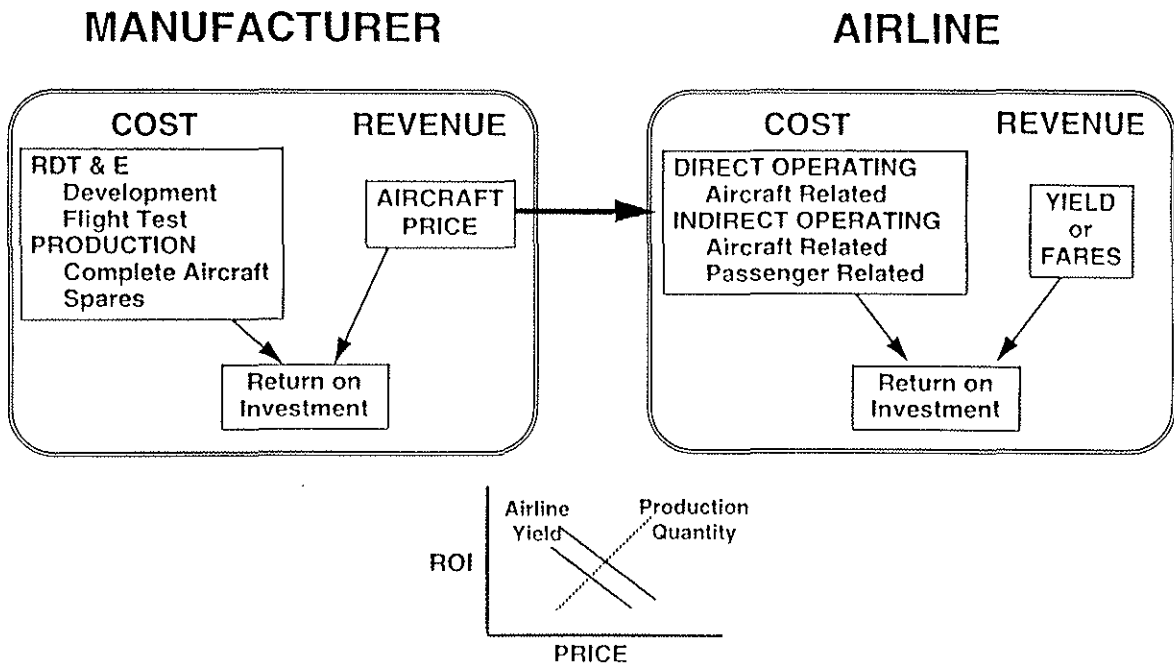 MANUFACTURER
COST
REVENUE
RDT & E
Development
Flight Test
PRODUCTION
Complete Aircraft
Spares
AIRCRAFT
PRICE
Return on
Investment
AIRLINE
COST
REVENUE
DIRECT OPERATING
Aircraft Related
INDIRECT OPERATING
Aircraft Related
Passenger Related
YIELD
or
FARES
Return on
Investment
Airline
Yield
Production
Quantity
ROI
PRICE